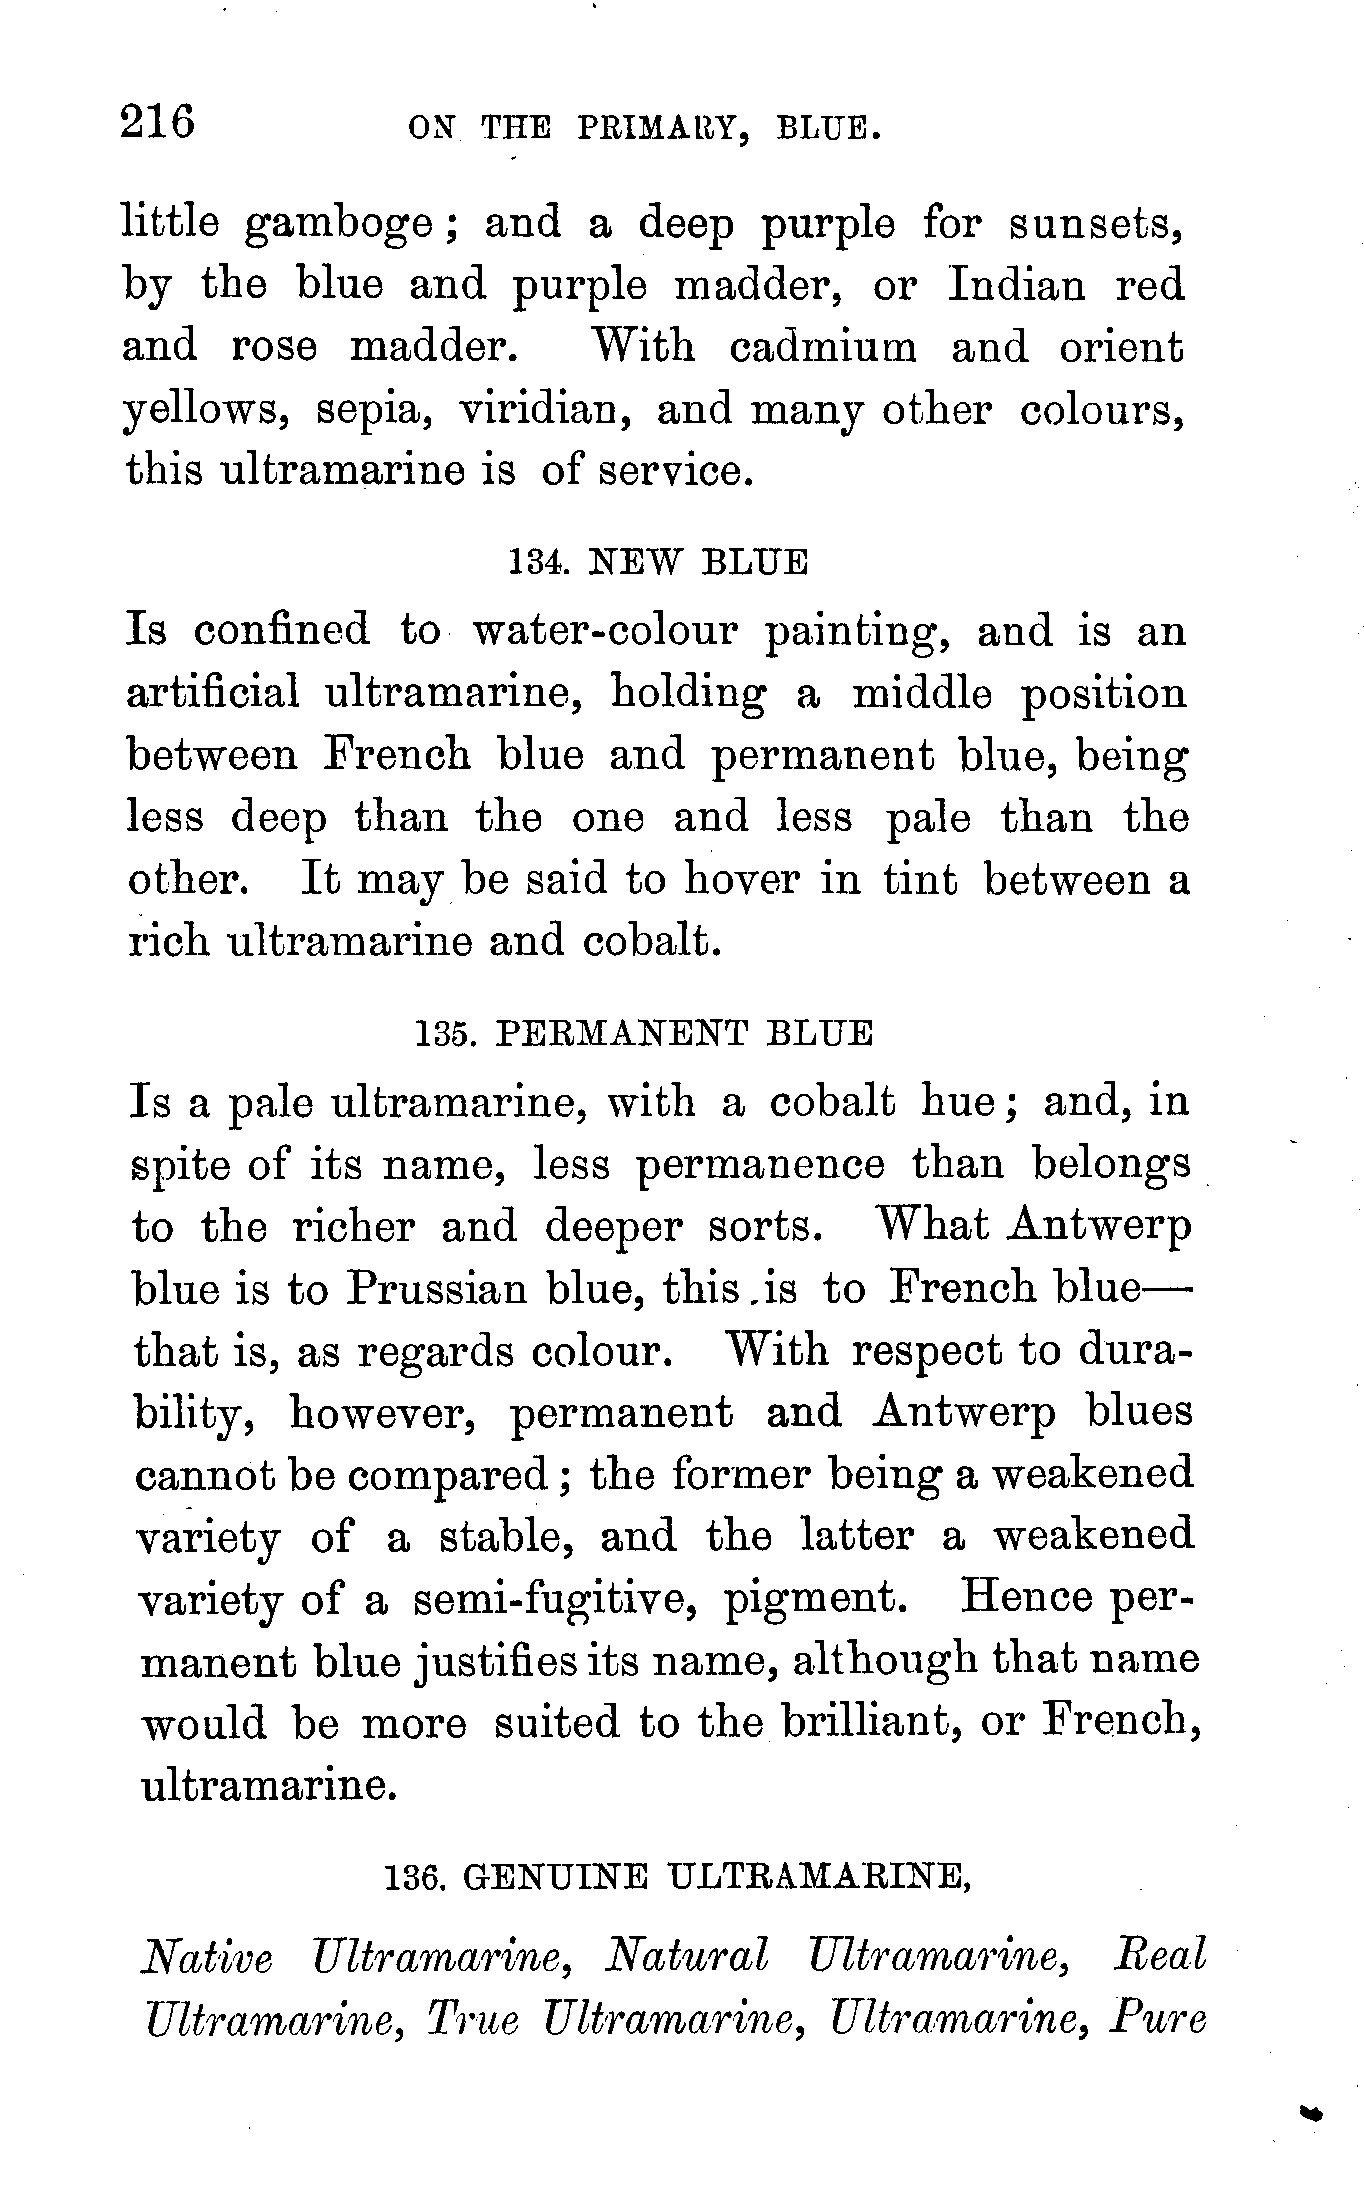 216 ON THE PRIMARY, BLUE.
little gamboge ; and a deep purple for sunsets,
by the blue and purple madder, or Indian red
and rose madder. With cadmium and orient
yellows, sepia, viridian, and many other colours,
this ultramarine is of service.
134. NEW BLUE
Is confined to water-colour painting, and is an
artificial ultramarine, holding a middle position
between French blue and permanent blue, being
less deep than the one and less pale than the
other. It may be said to hover in tint between a
rich ultramarine and cobalt.
135. PERMANENT BLUE
Is a pale ultramarine, with a cobalt hue ; and, in
spite of its name, less permanence than belongs
to the richer and deeper sorts. What Antwerp
blue is to Prussian blue, this is to French blue—
that is, as regards colour. With respect to dura-
bility, however, permanent and Antwerp blues
cannot be compared ; the former being a weakened
variety of a stable, and the latter a weakened
variety of a semi-fugitive, pigment. Hence per-
manent blue justifies its name, although that name
would be more suited to the brilliant, or French,
ultramarine.
136. GENUINE ULTRAMARINE,
Native Ultramarine, Natural Ultramarine, Real
Ultramarine, True Ultramarine, Ultramarine, Pure